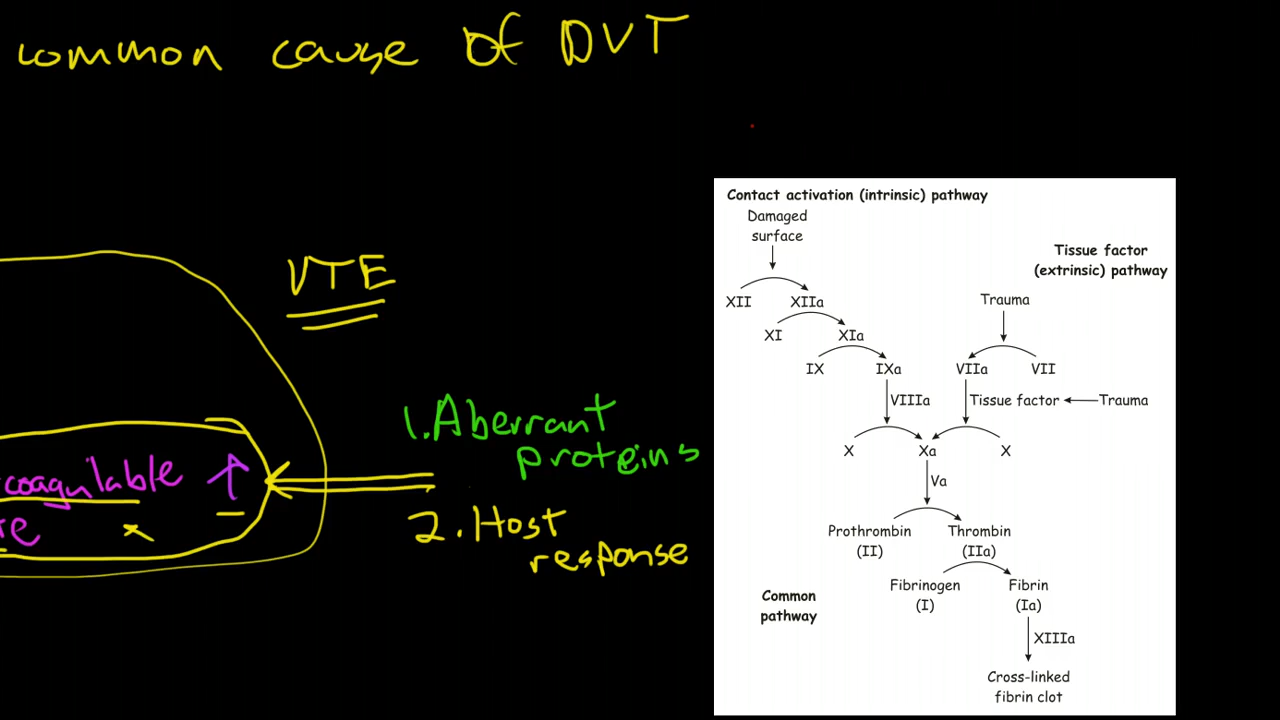 common cause of DVT
VTE
1. Aberrant
proteins
coagulable ↑
2. Host
response
Contact activation (intrinsic) pathway
Damaged
surface
Tissue factor
(extrinsic) pathway
XII XIIa
Trauma
XI XIa
IX IXa VIIa VII
VIIIa Tissue factor Trauma
X Xa X
Va
Prothrombin Thrombin
(II) (IIa)
Fibrinogen Fibrin
(I) (Ia)
Common
pathway
XIIIa
Cross-linked
fibrin clot